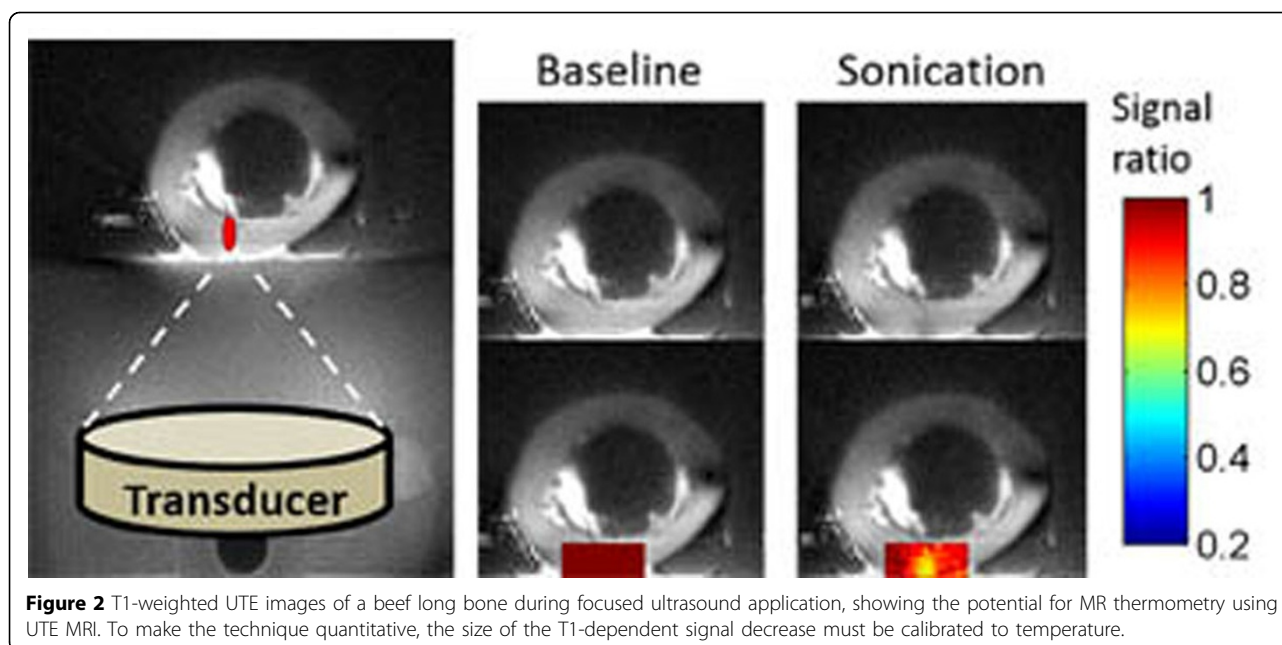 Baseline
Sonication
Signal
ratio
1
0.8
0.6
0.4
0.2
Transducer
Figure 2 T1-weighted UTE images of a beef long bone during focused ultrasound application, showing the potential for MR thermometry using
UTE MRI. To make the technique quantitative, the size of the T1-dependent signal decrease must be calibrated to temperature.